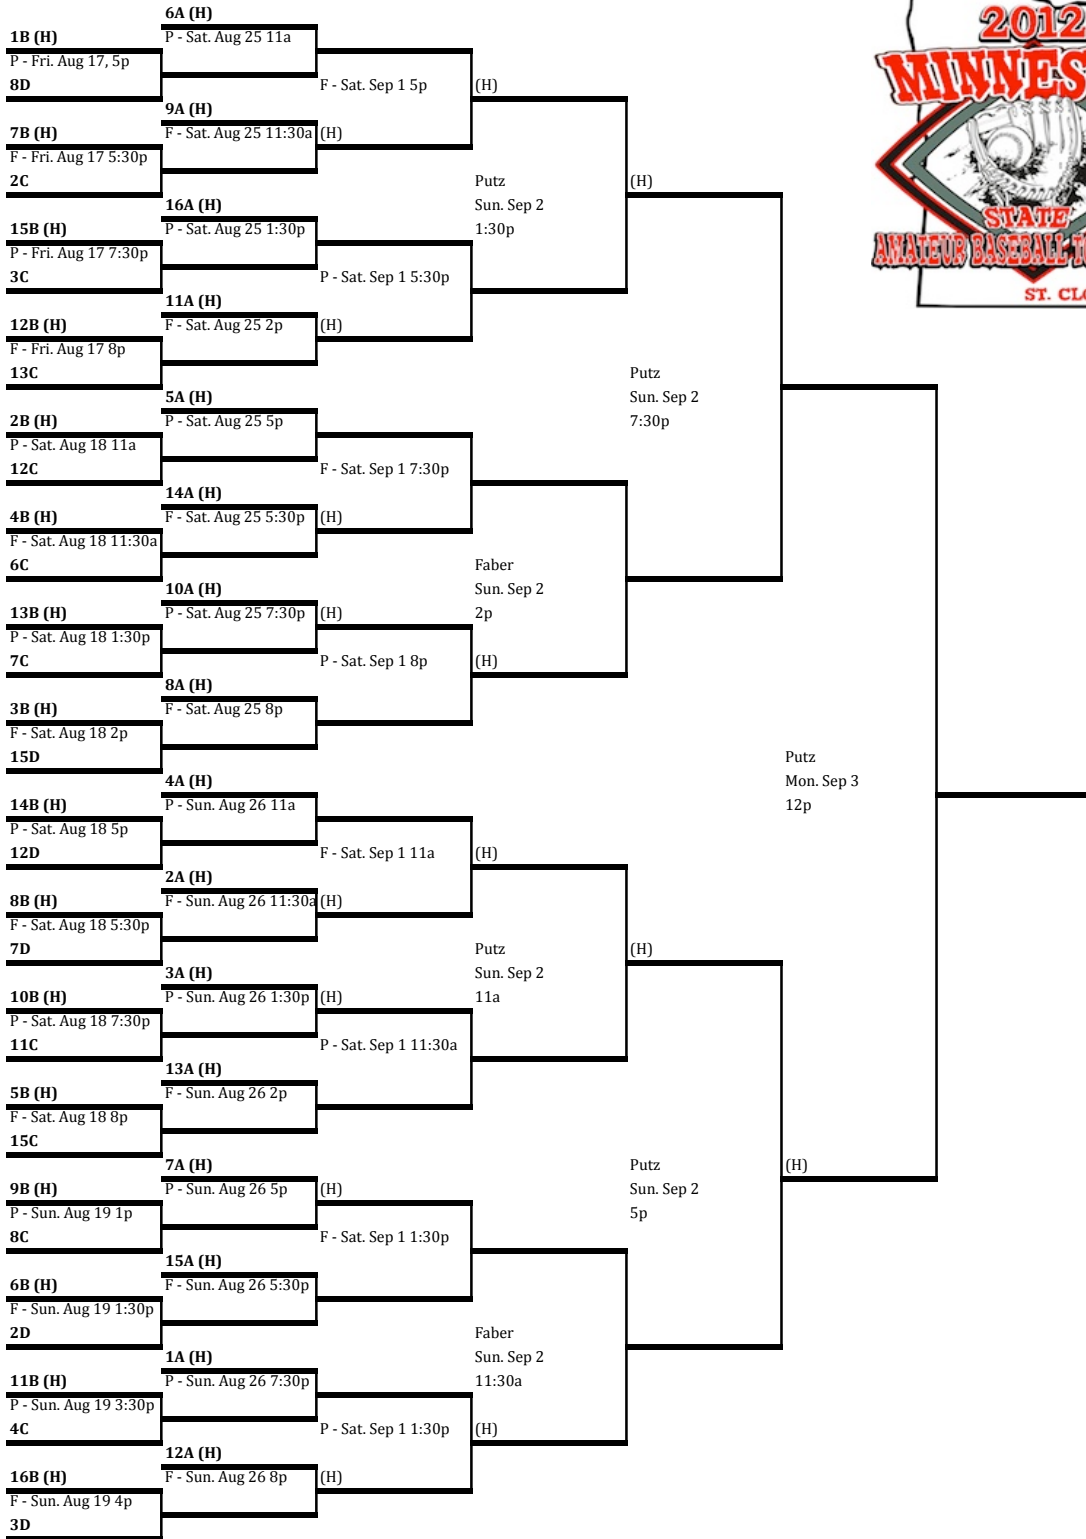 1B (H)
P - Fri. Aug 17, 5p
8D
7B (H)
F - Fri. Aug 17 5:30p
2C
15B (H)
P - Fri. Aug 17 7:30p
3C
12B (H)
F - Fri. Aug 17 8p
13C
2B (H)
P - Sat. Aug 18 11a
12C
4B (H)
F - Sat. Aug 18 11:30a
6C
13B (H)
P - Sat. Aug 18 1:30p
7C
3B (H)
F - Sat. Aug 18 2p
15D
14B (H)
P - Sat. Aug 18 5p
12D
8B (H)
F - Sat. Aug 18 5:30p
7D
10B (H)
P - Sat. Aug 18 7:30p
11C
5B (H)
F - Sat. Aug 18 8p
15C
9B (H)
P - Sun. Aug 19 1p
8C
6B (H)
F - Sun. Aug 19 1:30p
2D
11B (H)
P - Sun. Aug 19 3:30p
4C
16B (H)
F - Sun. Aug 19 4p
3D
6A (H)
P - Sat. Aug 25 11a
9A (H)
F - Sat. Aug 25 11:30a
16A (H)
P - Sat. Aug 25 1:30p
11A (H)
F - Sat. Aug 25 2p
5A (H)
P - Sat. Aug 25 5p
14A (H)
F - Sat. Aug 25 5:30p
10A (H)
P - Sat. Aug 25 7:30p
8A (H)
F - Sat. Aug 25 8p
4A (H)
P - Sun. Aug 26 11a
2A (H)
F - Sun. Aug 26 11:30a
3A (H)
P - Sun. Aug 26 1:30p
13A (H)
F - Sun. Aug 26 2p
7A (H)
P - Sun. Aug 26 5p
15A (H)
F - Sun. Aug 26 5:30p
1A (H)
P - Sun. Aug 26 7:30p
12A (H)
F - Sun. Aug 26 8p
F - Sat. Sep 1 5p
(H)
P - Sat. Sep 1 5:30p
(H)
F - Sat. Sep 1 7:30p
(H)
(H)
P - Sat. Sep 1 8p
F - Sat. Sep 1 11a
(H)
(H)
P - Sat. Sep 1 11:30a
(H)
F - Sat. Sep 1 1:30p
P - Sat. Sep 1 1:30p
(H)
(H)
Putz
Sun. Sep 2
1:30p
Faber
Sun. Sep 2
2p
(H)
(H)
Putz
Sun. Sep 2
11a
Faber
Sun. Sep 2
11:30a
(H)
(H)
Putz
Sun. Sep 2
7:30p
(H)
Putz
Sun. Sep 2
5p
Putz
Mon. Sep 3
12p
(H)
2012
MINNES
STATE
AMATEUR BASEBALL
ST. CL